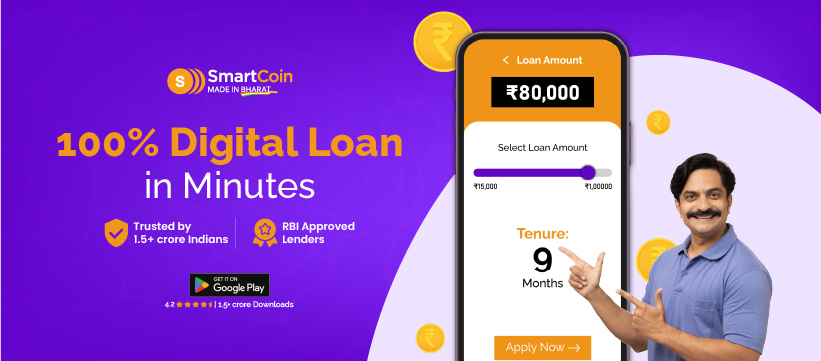 S SmartCoin
MADE IN BHARAT
100% Digital Loan
in Minutes
Trusted by
1.5+ crore Indians
RBI Approved
Lenders
GET IT ON
Google Play
4.2 ★★★★★ | 1.5+ crore Downloads
< Loan Amount
₹80,000
Select Loan Amount
₹15,000 ₹1,00000
Tenure:
9
Months
Apply Now →
₹
₹
₹
₹